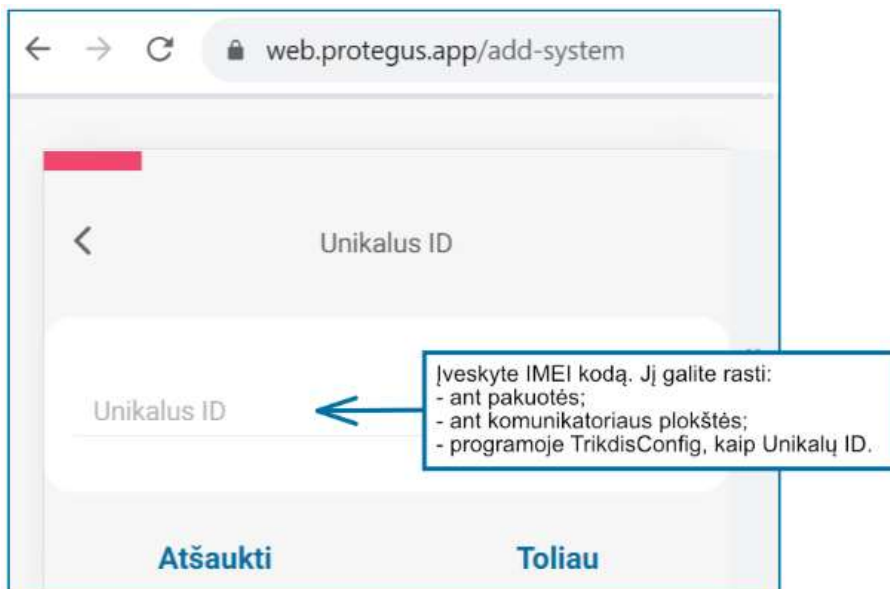 web.protegus.app/add-system
Unikalus ID
Įveskyte IMEI kodą. Jį galite rasti:
- ant pakuotės;
- ant komunikatoriaus plokštės;
- programoje TrikdisConfig, kaip Unikalų ID.
Unikalus ID
Atšaukti Toliau